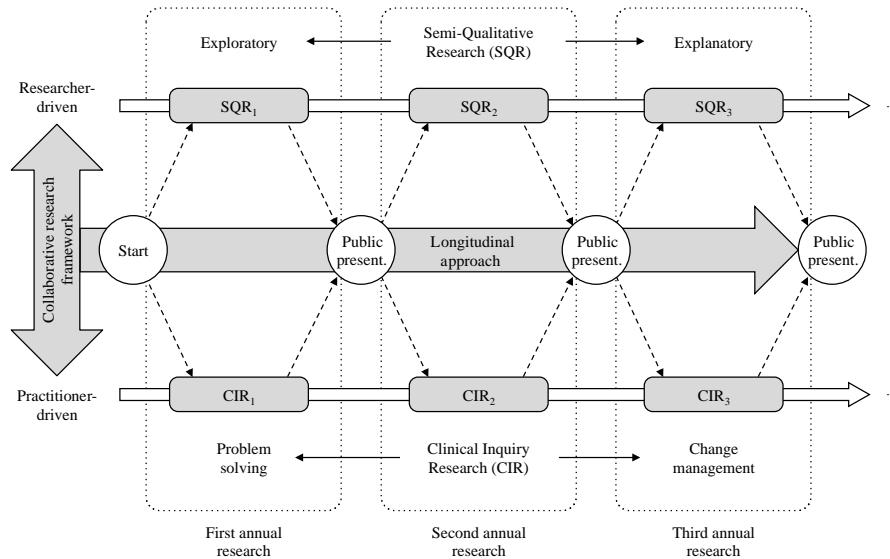 Exploratory
Semi-Qualitative
Research (SQR)
Explanatory
Researcher-
driven
SQR1
SQR2
SQR3
Collaborative research
framework
Start
Public
present.
Longitudinal
approach
Public
present.
Public
present.
Practitioner-
driven
CIR1
CIR2
CIR3
Problem
solving
Clinical Inquiry
Research (CIR)
Change
management
First annual
research
Second annual
research
Third annual
research